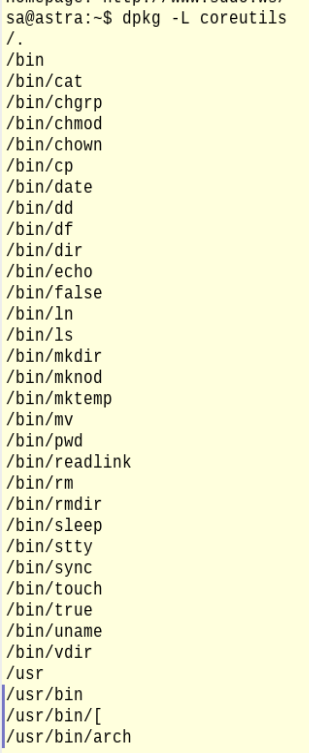 sa@astra:~$ dpkg -L coreutils
/.
/bin
/bin/cat
/bin/chgrp
/bin/chmod
/bin/chown
/bin/cp
/bin/date
/bin/dd
/bin/df
/bin/dir
/bin/echo
/bin/false
/bin/ln
/bin/ls
/bin/mkdir
/bin/mknod
/bin/mktemp
/bin/mv
/bin/pwd
/bin/readlink
/bin/rm
/bin/rmdir
/bin/sleep
/bin/stty
/bin/sync
/bin/touch
/bin/true
/bin/uname
/bin/vdir
/usr
/usr/bin
/usr/bin/[
/usr/bin/arch